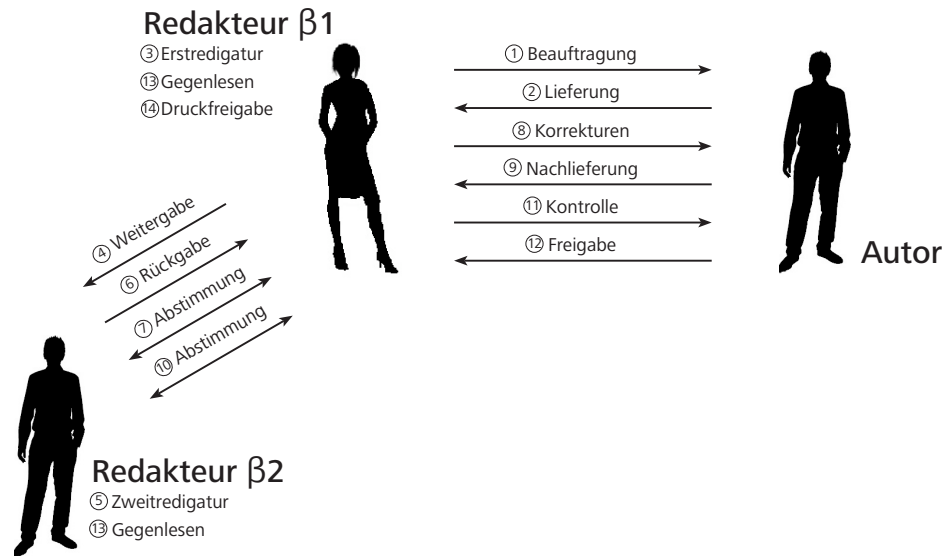 Redakteur β1
③ Erstredigatur
⑬ Gegenlesen
⑭ Druckfreigabe
① Beauftragung
② Lieferung
⑧ Korrekturen
⑨ Nachlieferung
⑪ Kontrolle
⑫ Freigabe
Autor
④ Weitergabe
⑥ Rückgabe
⑦ Abstimmung
⑩ Abstimmung
Redakteur β2
⑤ Zweitredigatur
⑬ Gegenlesen